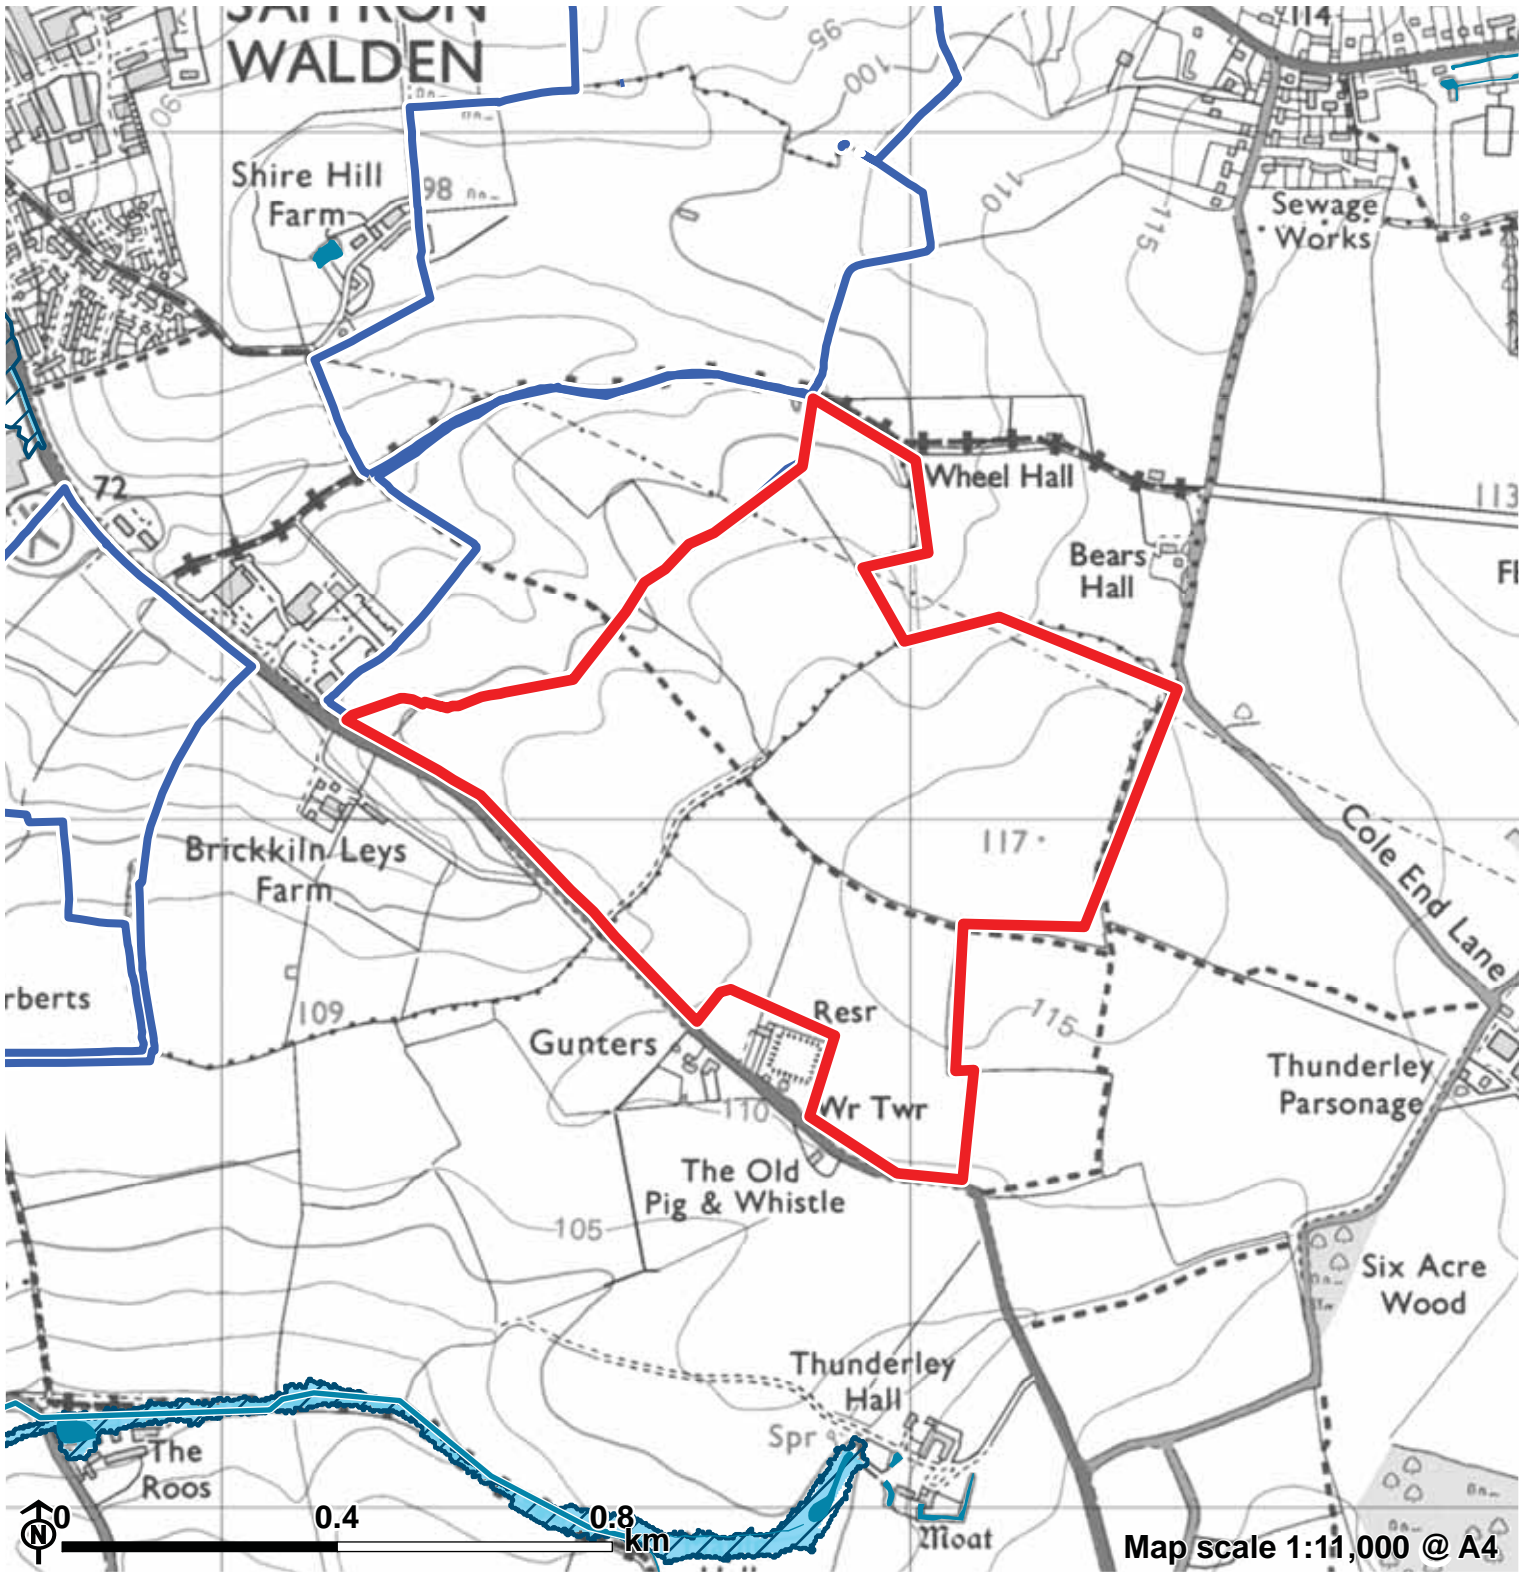 SAFFRON
WALDEN
114
95
100
90
Shire Hill
Farm
98
110
115
Sewage
Works
72
Wheel Hall
113
Bears
Hall
117
Cole End Lane
Brickkiln Leys
Farm
rberts
109
Gunters
Resr
115
110
Wr Twr
Thunderley
Parsonage
The Old
Pig & Whistle
105
Six Acre
Wood
Thunderley
Hall
Spr
The
Roos
Moat
N
0
0.4
0.8
km
Map scale 1:11,000 @ A4